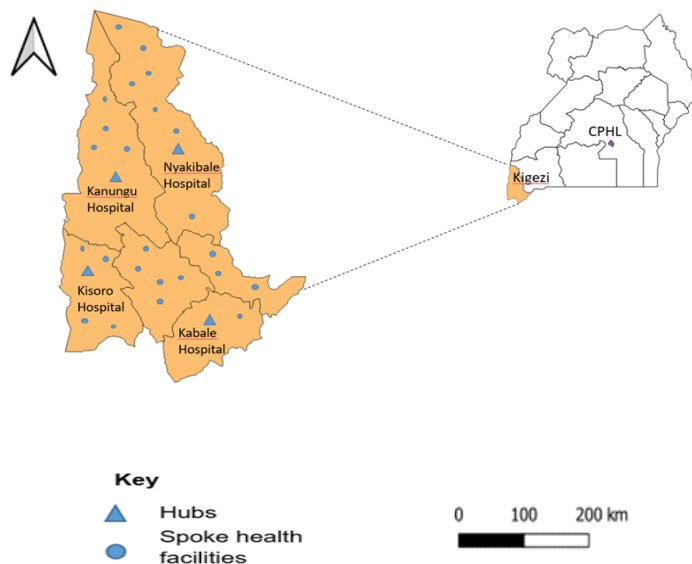 CPHL
Kigezi
Nyakibale
Hospital
Kanungu
Hospital
Kisoro
Hospital
Kabale
Hospital
Key
Hubs
Spoke health
facilities
0 100 200 km